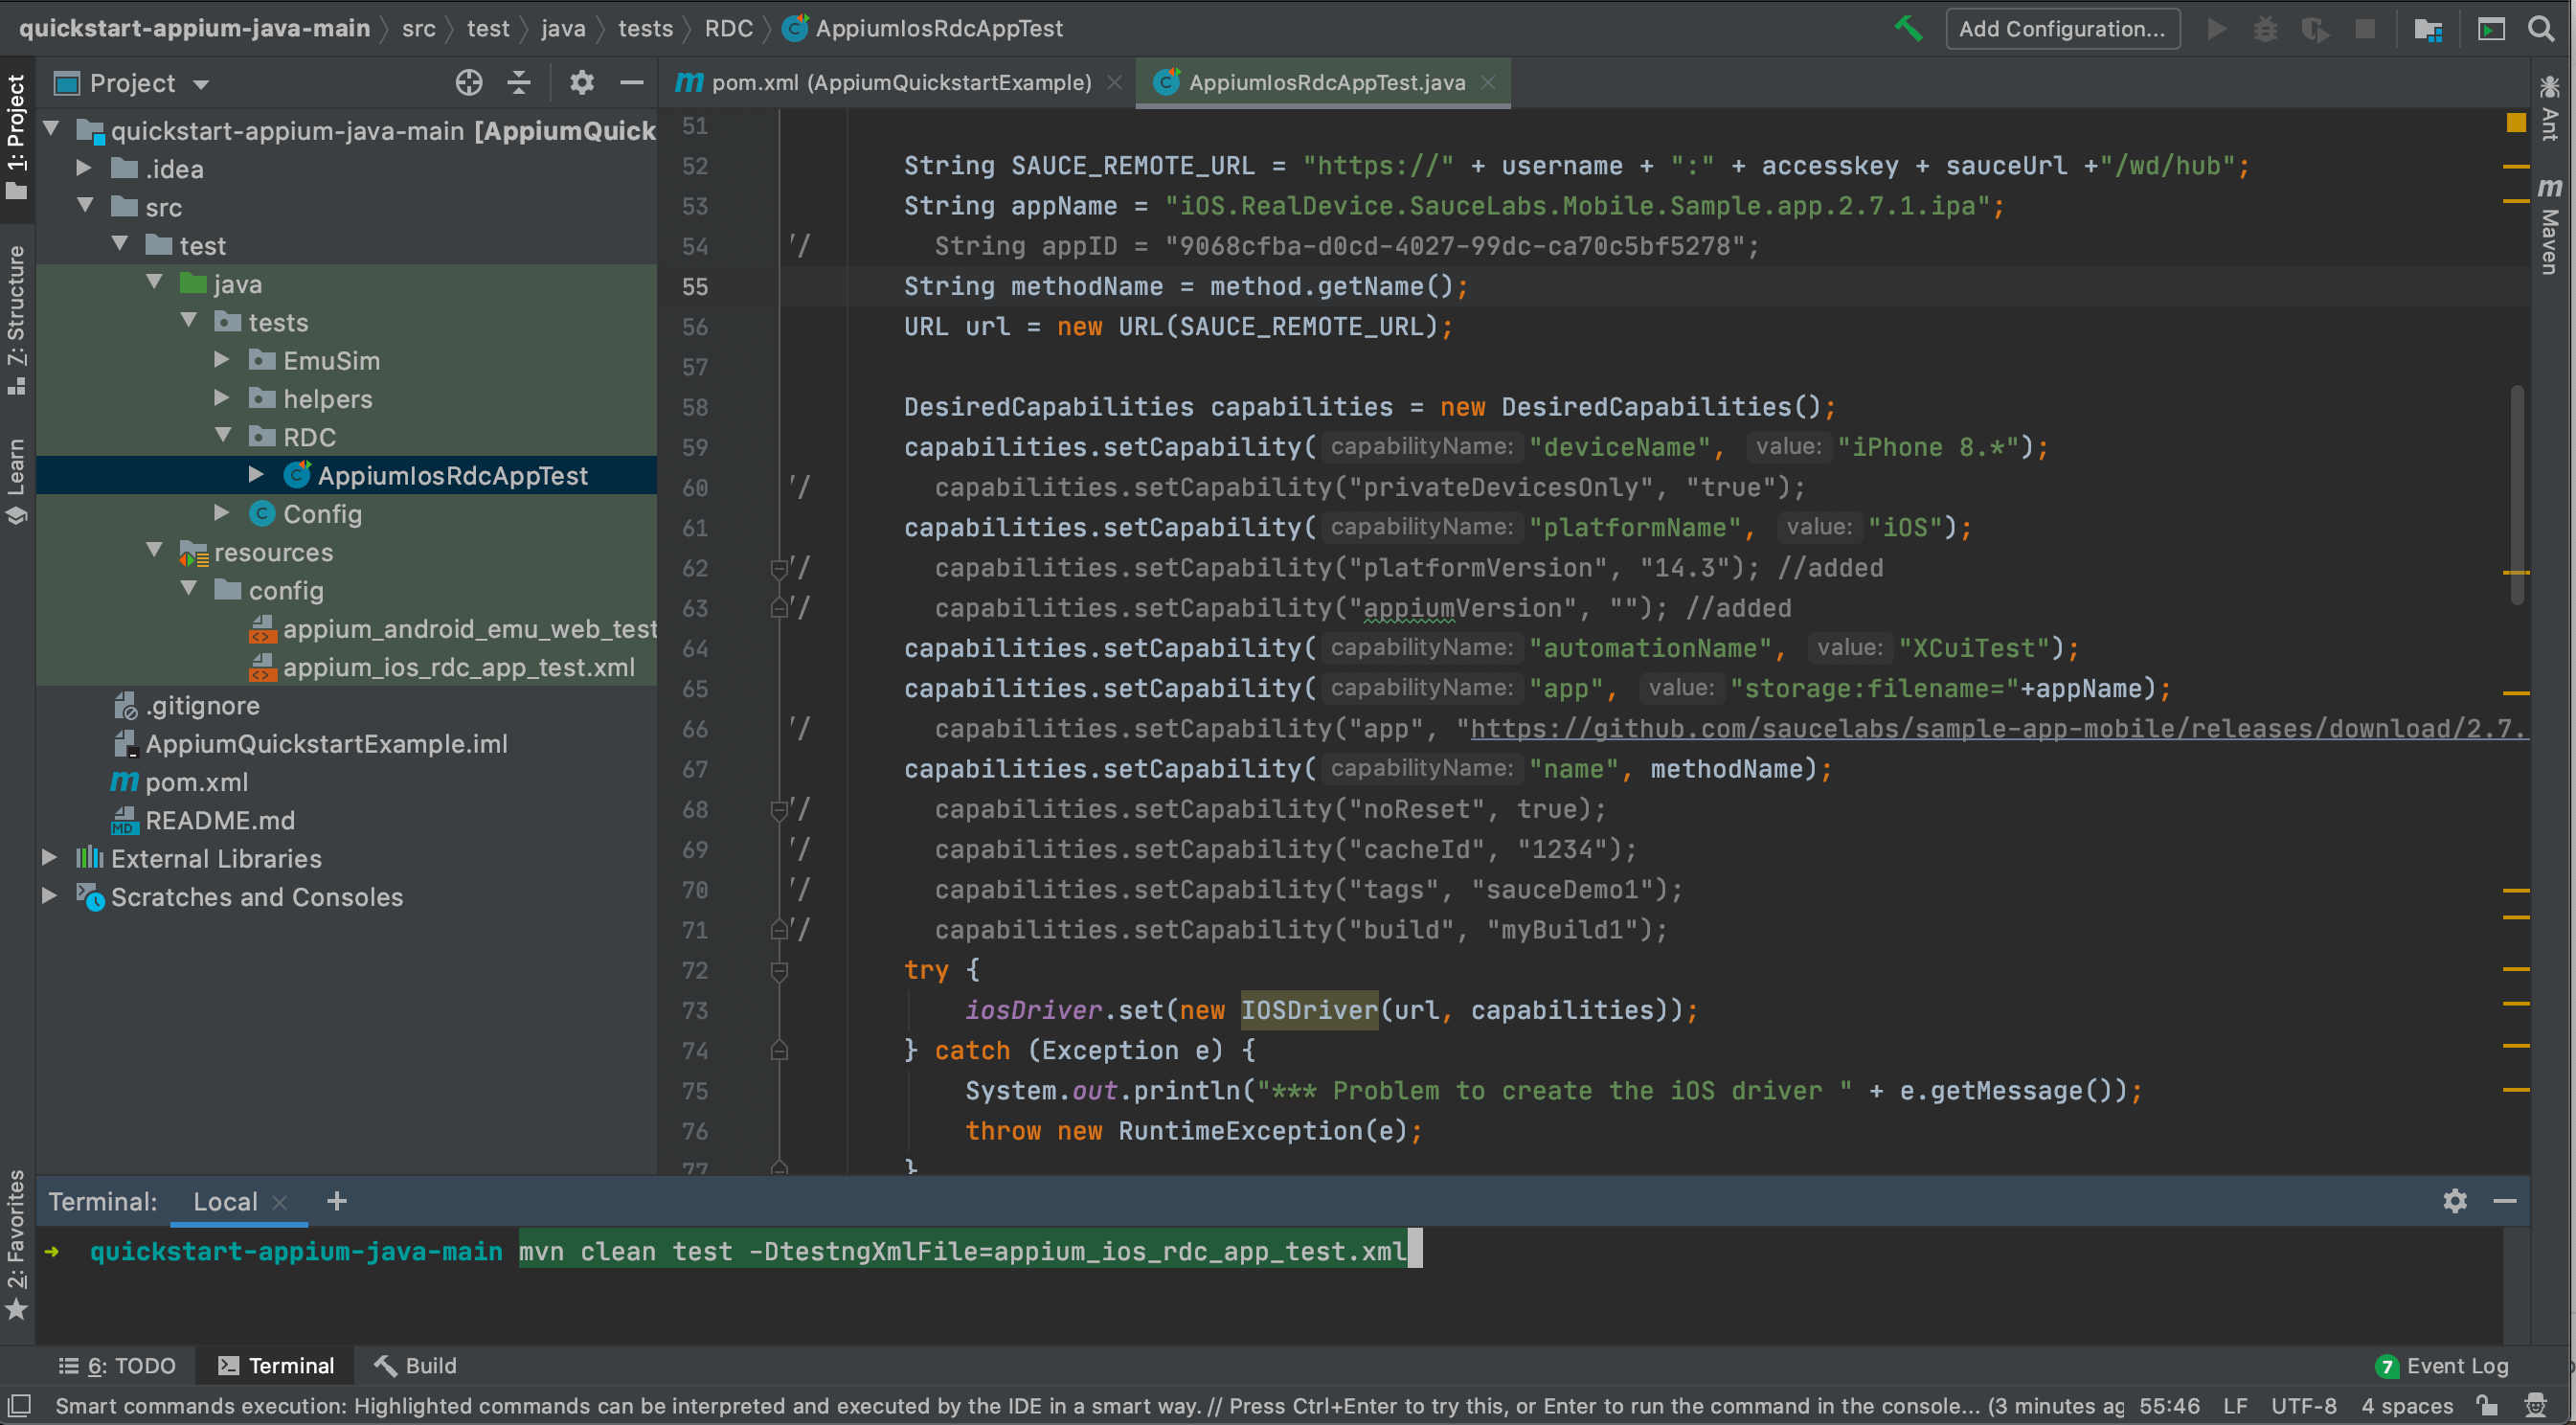 quickstart-appium-java-main src test java tests RDC AppiumIosRdcAppTest Add Configuration...
Project
pom.xml (AppiumQuickstartExample) AppiumIosRdcAppTest.java
1: Project
7: Structure
Learn
2: Favorites
Ant
Maven
quickstart-appium-java-main [AppiumQuick
.idea
src
test
java
tests
EmuSim
helpers
RDC
AppiumIosRdcAppTest
Config
resources
config
appium_android_emu_web_test
appium_ios_rdc_app_test.xml
.gitignore
AppiumQuickstartExample.iml
pom.xml
README.md
External Libraries
Scratches and Consoles
51
52 String SAUCE_REMOTE_URL = "https://" + username + ":" + accesskey + sauceUrl +"/wd/hub";
53 String appName = "iOS.RealDevice.SauceLabs.Mobile.Sample.app.2.7.1.ipa";
54 // String appID = "9068cfba-d0cd-4027-99dc-ca70c5bf5278";
55 String methodName = method.getName();
56 URL url = new URL(SAUCE_REMOTE_URL);
57
58 DesiredCapabilities capabilities = new DesiredCapabilities();
59 capabilities.setCapability( capabilityName: "deviceName", value: "iPhone 8.*");
60 // capabilities.setCapability("privateDevicesOnly", "true");
61 capabilities.setCapability( capabilityName: "platformName", value: "iOS");
62 // capabilities.setCapability("platformVersion", "14.3"); //added
63 // capabilities.setCapability("appiumVersion", ""); //added
64 capabilities.setCapability( capabilityName: "automationName", value: "XCuiTest");
65 capabilities.setCapability( capabilityName: "app", value: "storage:filename="+appName);
66 // capabilities.setCapability("app", "https://github.com/saucelabs/sample-app-mobile/releases/download/2.7.
67 capabilities.setCapability( capabilityName: "name", methodName);
68 // capabilities.setCapability("noReset", true);
69 // capabilities.setCapability("cacheId", "1234");
70 // capabilities.setCapability("tags", "sauceDemo1");
71 // capabilities.setCapability("build", "myBuild1");
72 try {
73 iosDriver.set(new IOSDriver(url, capabilities));
74 } catch (Exception e) {
75 System.out.println("*** Problem to create the iOS driver " + e.getMessage());
76 throw new RuntimeException(e);
77 }
Terminal: Local +
➜ quickstart-appium-java-main mvn clean test -DtestngXmlFile=appium_ios_rdc_app_test.xml
6: TODO Terminal Build 7 Event Log
Smart commands execution: Highlighted commands can be interpreted and executed by the IDE in a smart way. // Press Ctrl+Enter to try this, or Enter to run the command in the console... (3 minutes ag 55:46 LF UTF-8 4 spaces